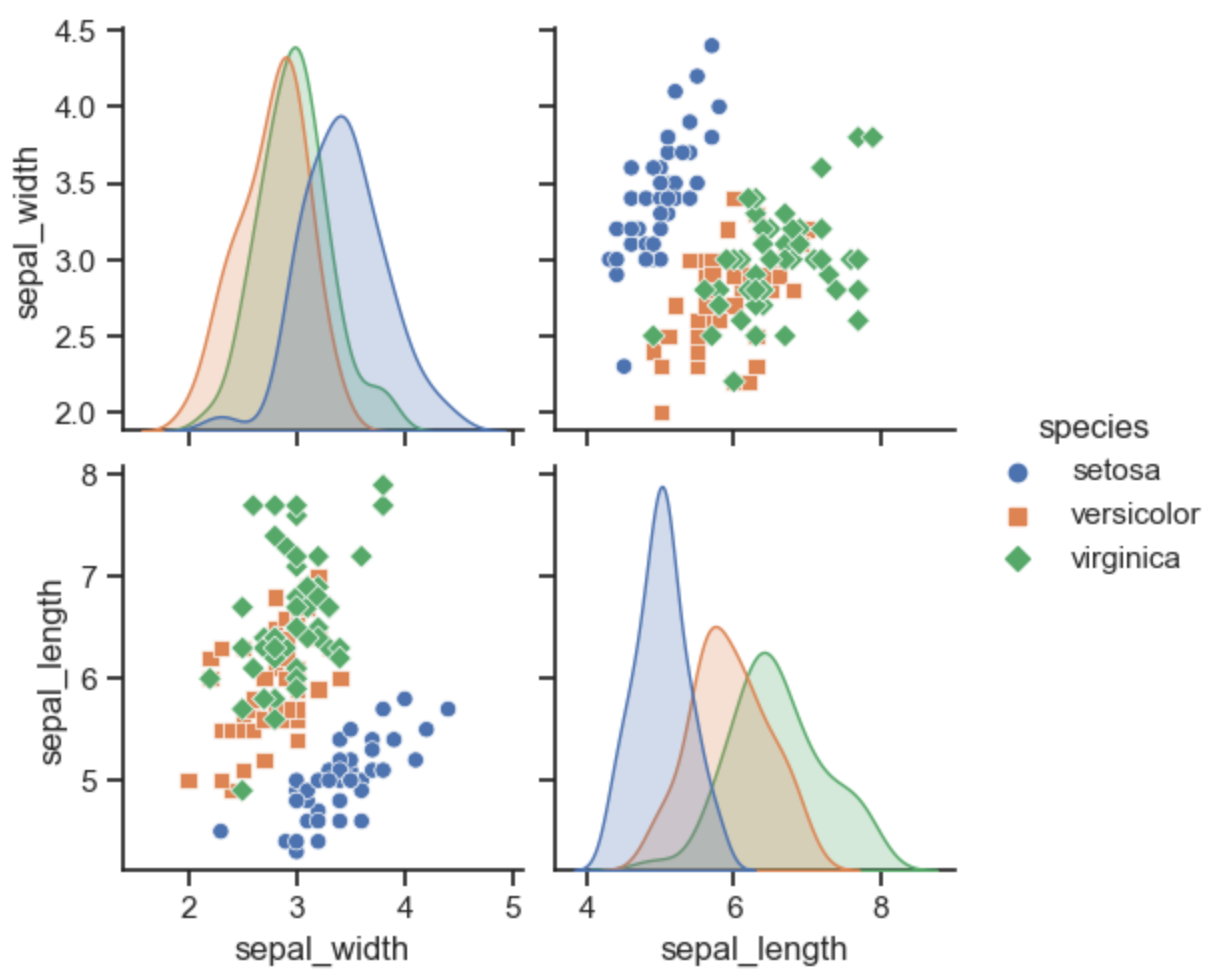 4.5
4.0
3.5
3.0
2.5
2.0
sepal_width
species
setosa
versicolor
virginica
8
7
6
5
sepal_length
2 3 4 5
4 6 8
sepal_width
sepal_length